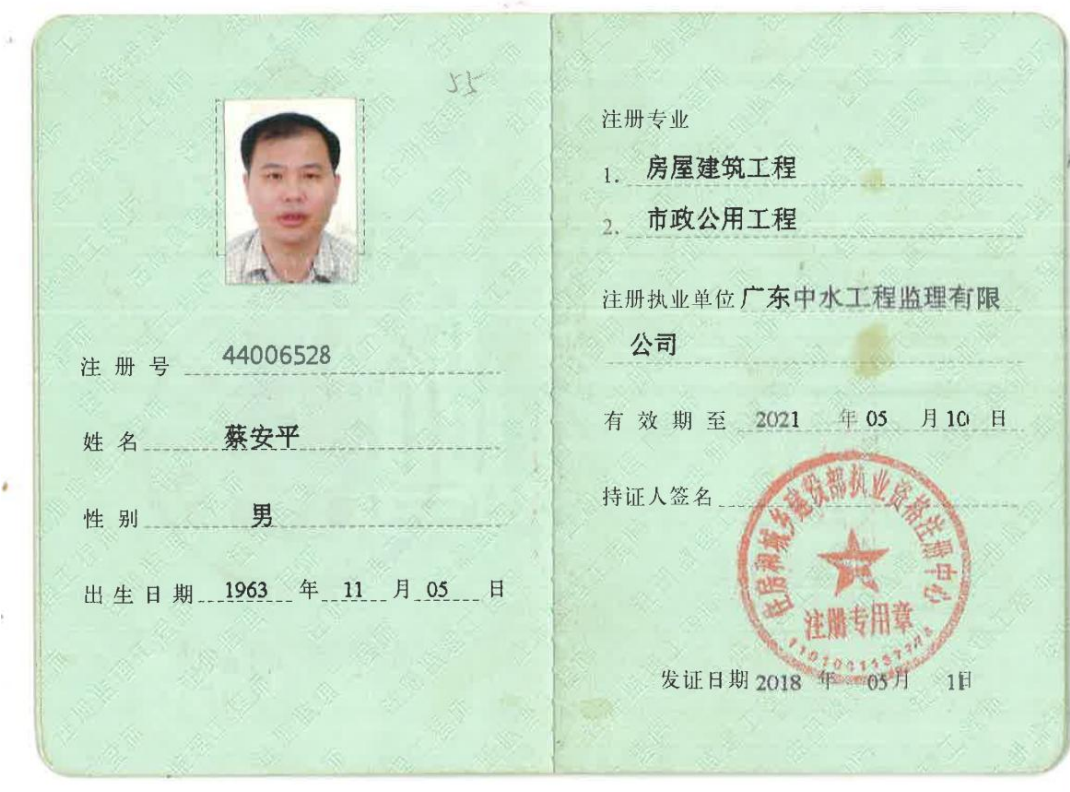 55
注册号 44006528
姓名 蔡安平
性别 男
出生日期 1963 年 11 月 05 日
注册专业
1. 房屋建筑工程
2. 市政公用工程
注册执业单位 广东中水工程监理有限
公司
有效期至 2021 年 05 月 10 日
持证人签名
住房和城乡建设部执业资格注册中心
注册专用章
发证日期 2018 年 05 月 11日